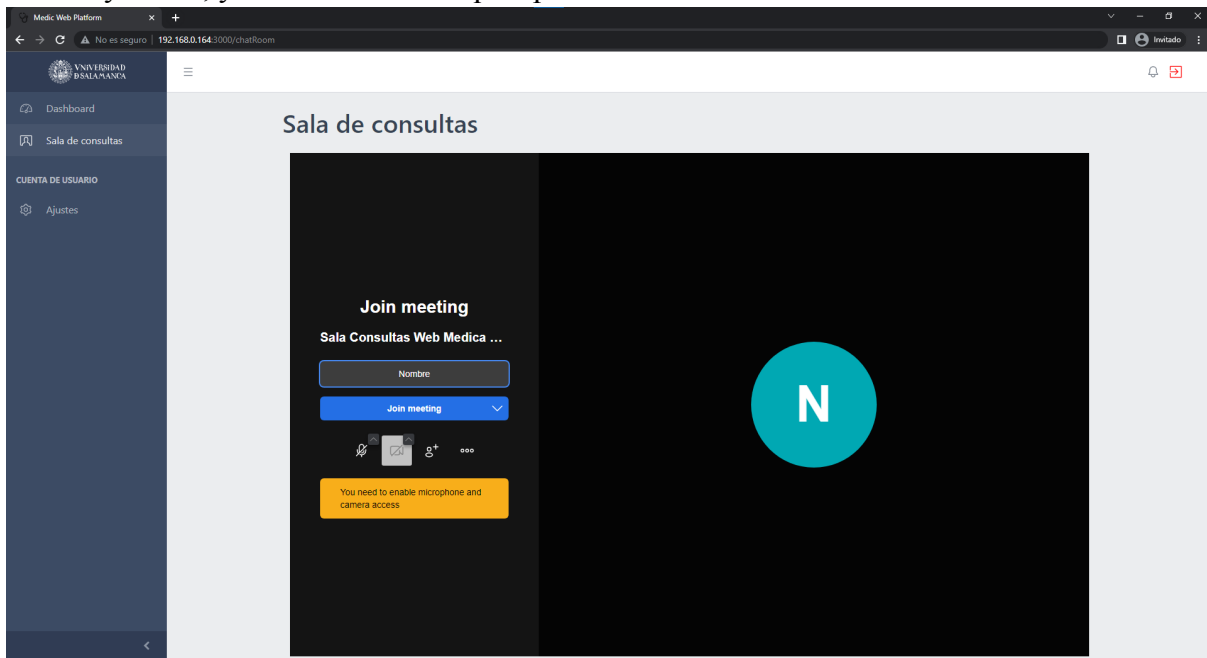 Medic Web Platform
No es seguro | 192.168.0.164:3000/chatRoom
Invitado
VNIVERSIDAD
D SALAMANCA
Dashboard
Sala de consultas
CUENTA DE USUARIO
Ajustes
Sala de consultas
Join meeting
Sala Consultas Web Medica ...
Nombre
Join meeting
You need to enable microphone and
camera access
N